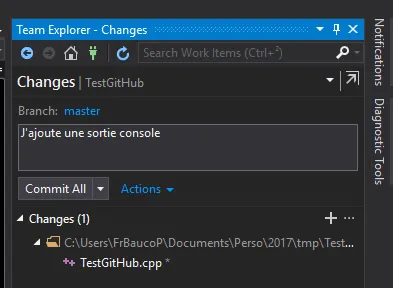 Team Explorer - Changes
Search Work Items (Ctrl+²)
Changes | TestGitHub
Branch: master
J'ajoute une sortie console
Commit All
Actions
Changes (1)
C:\Users\FrBaucoP\Documents\Perso\2017\tmp\Test...
TestGitHub.cpp *
Notifications
Diagnostic Tools